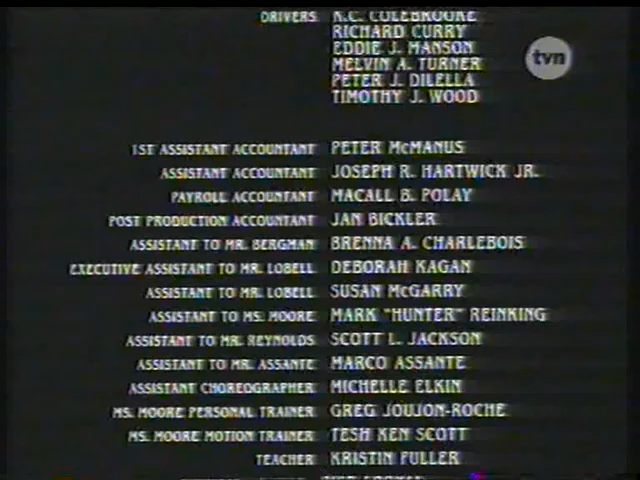 DRIVERS K.C. COLEBROOKE
RICHARD CURRY
EDDIE J. MANSON
tvn
MELVIN A. TURNER
PETER J. DILELLA
TIMOTHY J. WOOD
1ST ASSISTANT ACCOUNTANT PETER McMANUS
ASSISTANT ACCOUNTANT JOSEPH R. HARTWICK JR.
PAYROLL ACCOUNTANT MACALL B. POLAY
POST PRODUCTION ACCOUNTANT JAN BICKLER
ASSISTANT TO MR. BERGMAN BRENNA A. CHARLEBOIS
EXECUTIVE ASSISTANT TO MR. LOBELL DEBORAH KAGAN
ASSISTANT TO MR. LOBELL SUSAN McGARRY
ASSISTANT TO MS. MOORE MARK "HUNTER" REINKING
ASSISTANT TO MR. REYNOLDS SCOTT L. JACKSON
ASSISTANT TO MR. ASSANTE MARCO ASSANTE
ASSISTANT CHOREOGRAPHER MICHELLE ELKIN
MS. MOORE PERSONAL TRAINER GREG JOUJON-ROCHE
MS. MOORE MOTION TRAINER TESH KEN SCOTT
TEACHER KRISTIN FULLER